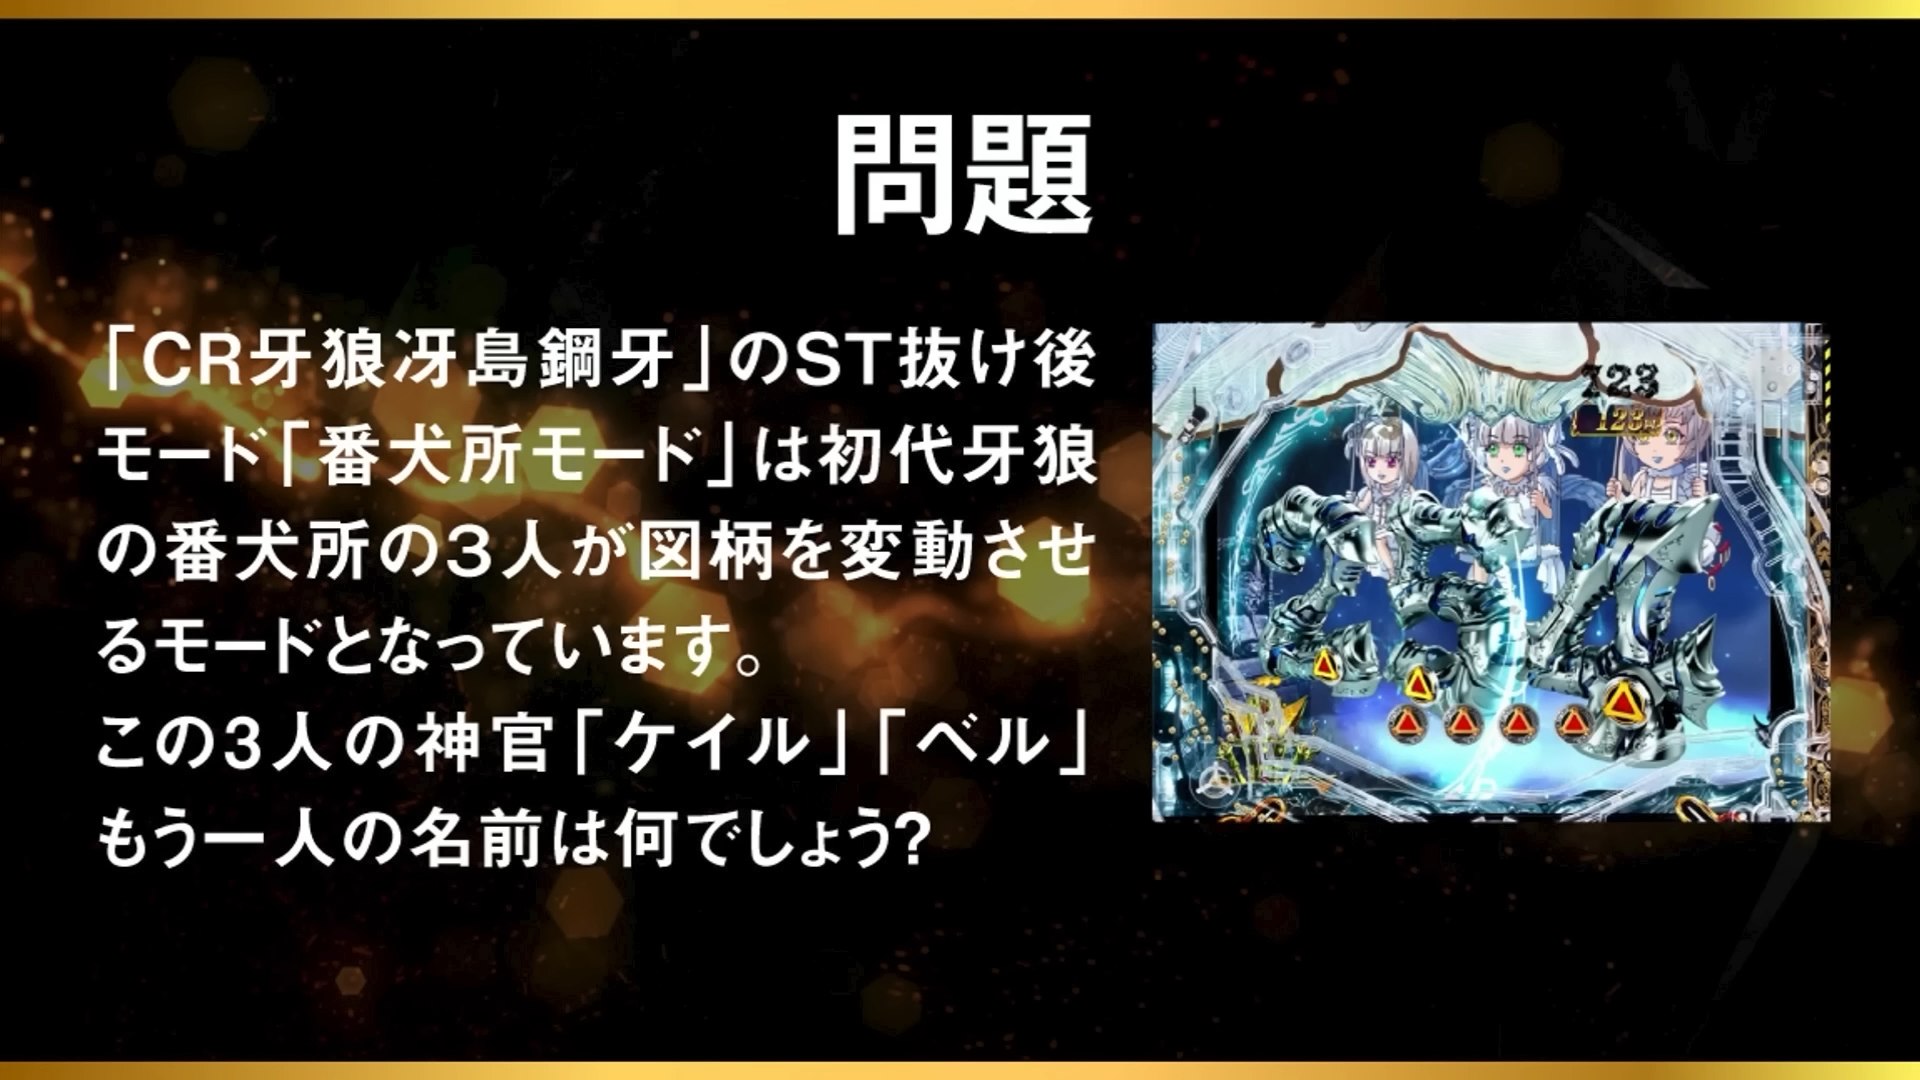 問題
「CR牙狼冴島鋼牙」のST抜け後
モード「番犬所モード」は初代牙狼
の番犬所の3人が図柄を変動させ
るモードとなっています。
この3人の神官「ケイル」「ベル」
もう一人の名前は何でしょう?
123
123